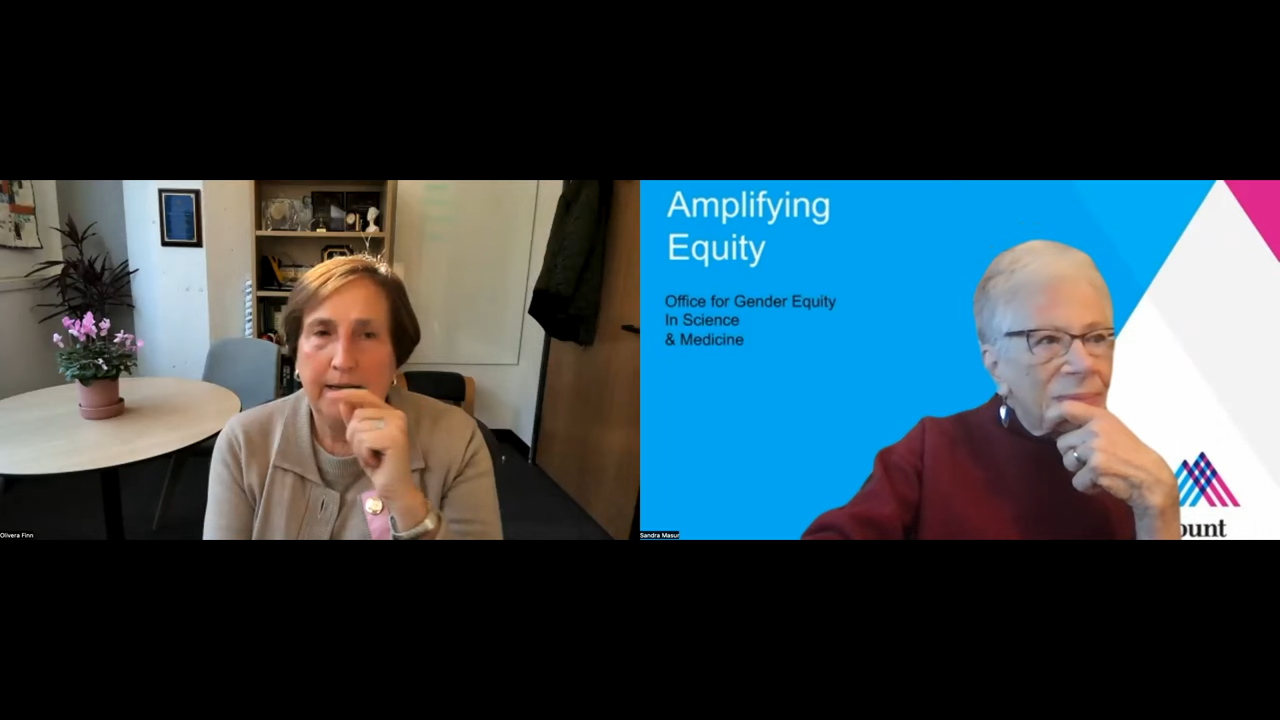 Amplifying
Equity
Office for Gender Equity
In Science
& Medicine
ount
Olivera Finn
Sandra Masur